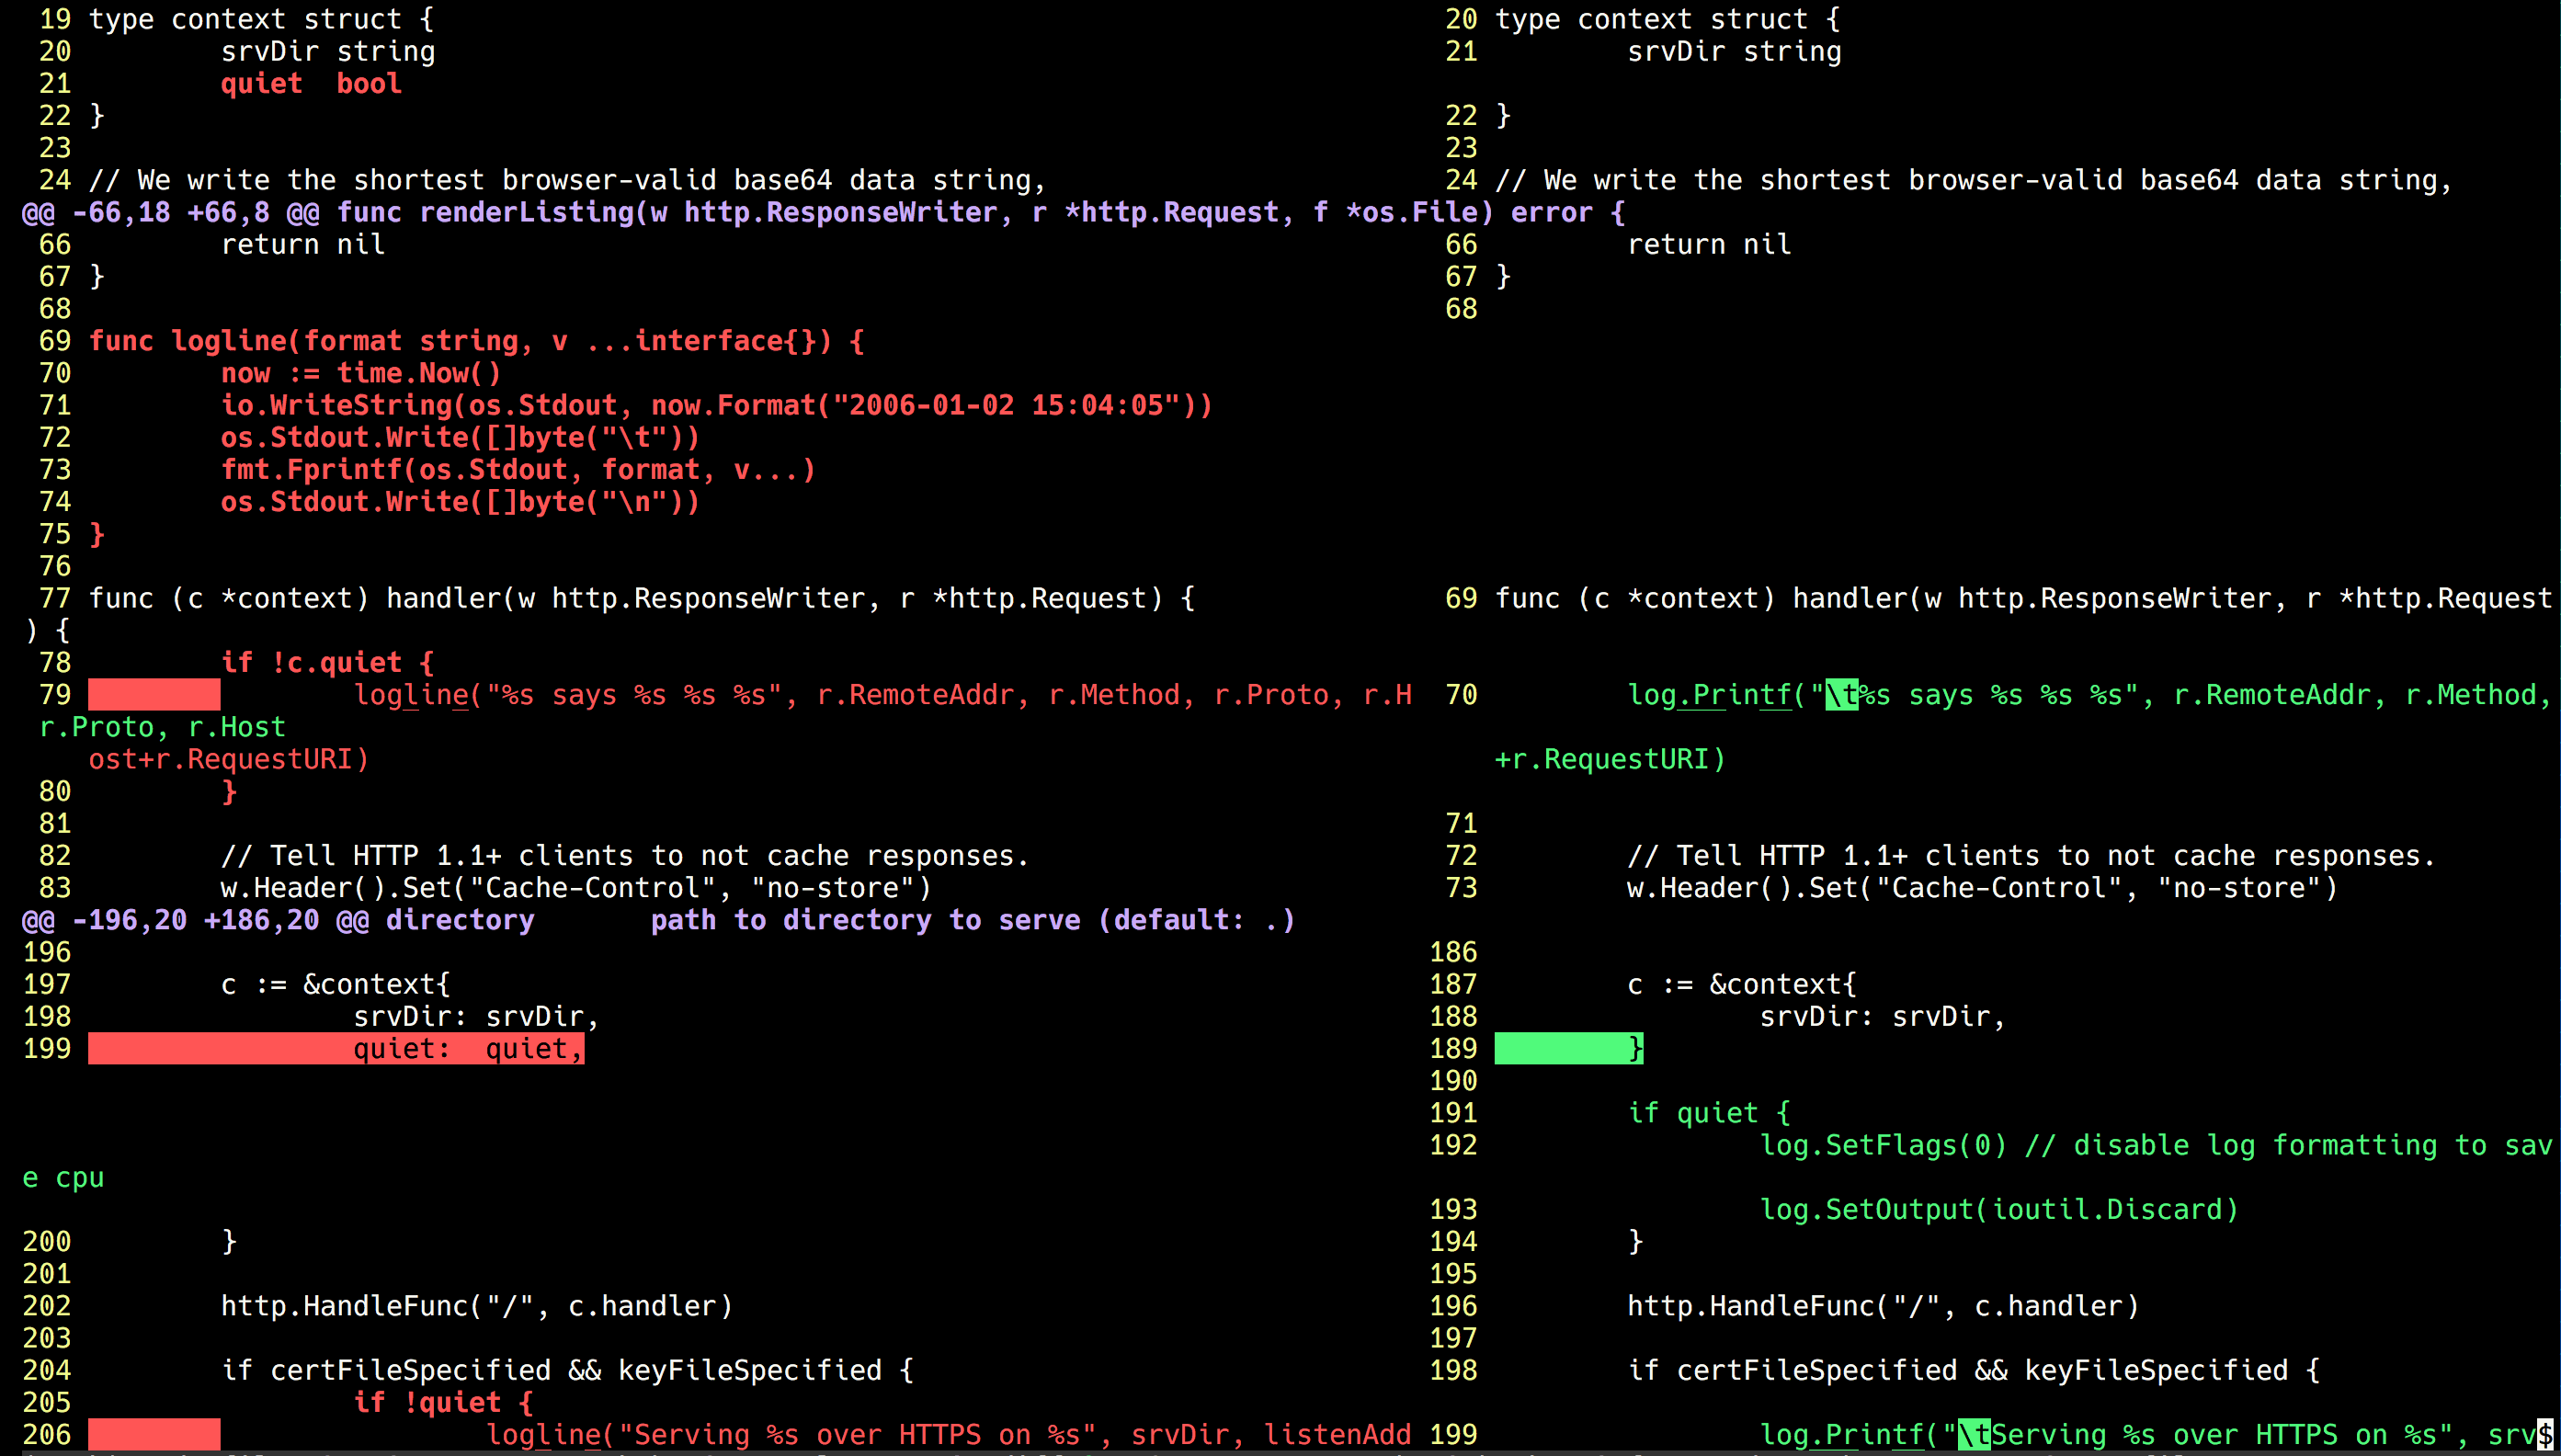 19 type context struct {                                                              20 type context struct {
20         srvDir string                                                              21         srvDir string
21         quiet  bool
22 }                                                                                  22 }
23                                                                                    23
24 // We write the shortest browser-valid base64 data string,                         24 // We write the shortest browser-valid base64 data string,
@@ -66,18 +66,8 @@ func renderListing(w http.ResponseWriter, r *http.Request, f *os.File) error {
66         return nil                                                                 66         return nil
67 }                                                                                  67 }
68                                                                                    68
69 func logline(format string, v ...interface{}) {
70         now := time.Now()
71         io.WriteString(os.Stdout, now.Format("2006-01-02 15:04:05"))
72         os.Stdout.Write([]byte("\t"))
73         fmt.Fprintf(os.Stdout, format, v...)
74         os.Stdout.Write([]byte("\n"))
75 }
76
77 func (c *context) handler(w http.ResponseWriter, r *http.Request) {                69 func (c *context) handler(w http.ResponseWriter, r *http.Request
) {
78         if !c.quiet {
79                 logline("%s says %s %s %s", r.RemoteAddr, r.Method, r.Proto, r.H   70         log.Printf("\t%s says %s %s %s", r.RemoteAddr, r.Method,
r.Proto, r.Host
ost+r.RequestURI)                                                                     +r.RequestURI)
80         }
81                                                                                    71
82         // Tell HTTP 1.1+ clients to not cache responses.                          72         // Tell HTTP 1.1+ clients to not cache responses.
83         w.Header().Set("Cache-Control", "no-store")                                73         w.Header().Set("Cache-Control", "no-store")
@@ -196,20 +186,20 @@ directory       path to directory to serve (default: .)
196                                                                                   186
197         c := &context{                                                            187         c := &context{
198                 srvDir: srvDir,                                                   188                 srvDir: srvDir,
199                 quiet:  quiet,                                                    189         }
190
191         if quiet {
192                 log.SetFlags(0) // disable log formatting to sav
e cpu
193                 log.SetOutput(ioutil.Discard)
200         }                                                                         194         }
201                                                                                   195
202         http.HandleFunc("/", c.handler)                                           196         http.HandleFunc("/", c.handler)
203                                                                                   197
204         if certFileSpecified && keyFileSpecified {                                198         if certFileSpecified && keyFileSpecified {
205                 if !quiet {
206                         logline("Serving %s over HTTPS on %s", srvDir, listenAdd  199                 log.Printf("\tServing %s over HTTPS on %s", srv$